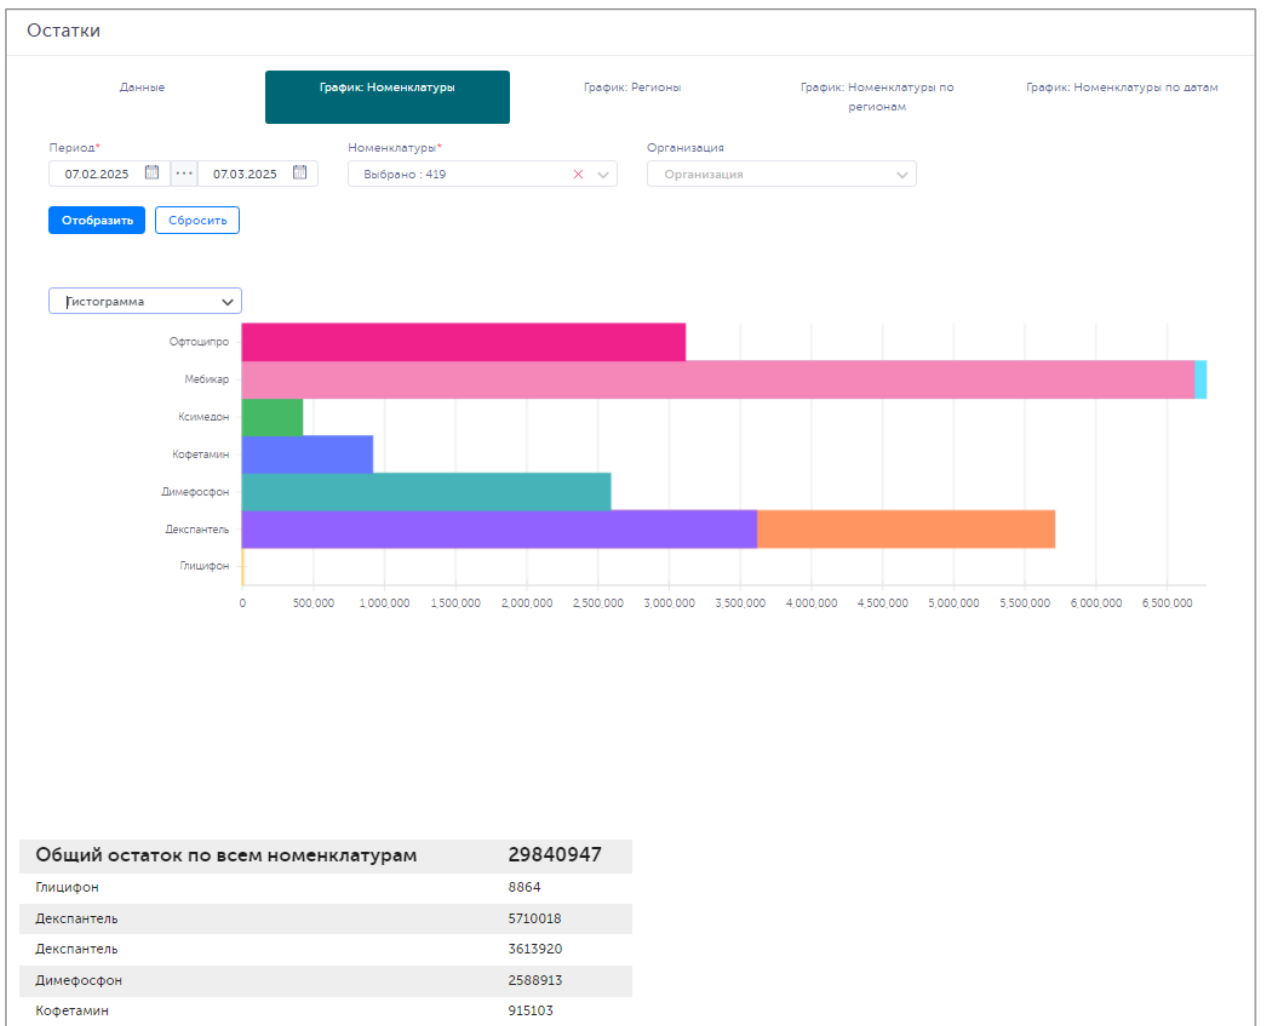 Остатки
Данные
График: Номенклатуры
График: Регионы
График: Номенклатуры по
регионам
График: Номенклатуры по датам
Период*
Номенклатуры*
Организация
07.02.2025 ••• 07.03.2025
Выбрано : 419
Организация
Отобразить
Сбросить
Гистограмма
Офтоципро
Мебикар
Ксимедон
Кофетамин
Димефосфон
Декспантель
Глицифон
0 500,000 1,000,000 1,500,000 2,000,000 2,500,000 3,000,000 3,500,000 4,000,000 4,500,000 5,000,000 5,500,000 6,000,000 6,500,000
Общий остаток по всем номенклатурам 29840947
Глицифон 8864
Декспантель 5710018
Декспантель 3613920
Димефосфон 2588913
Кофетамин 915103